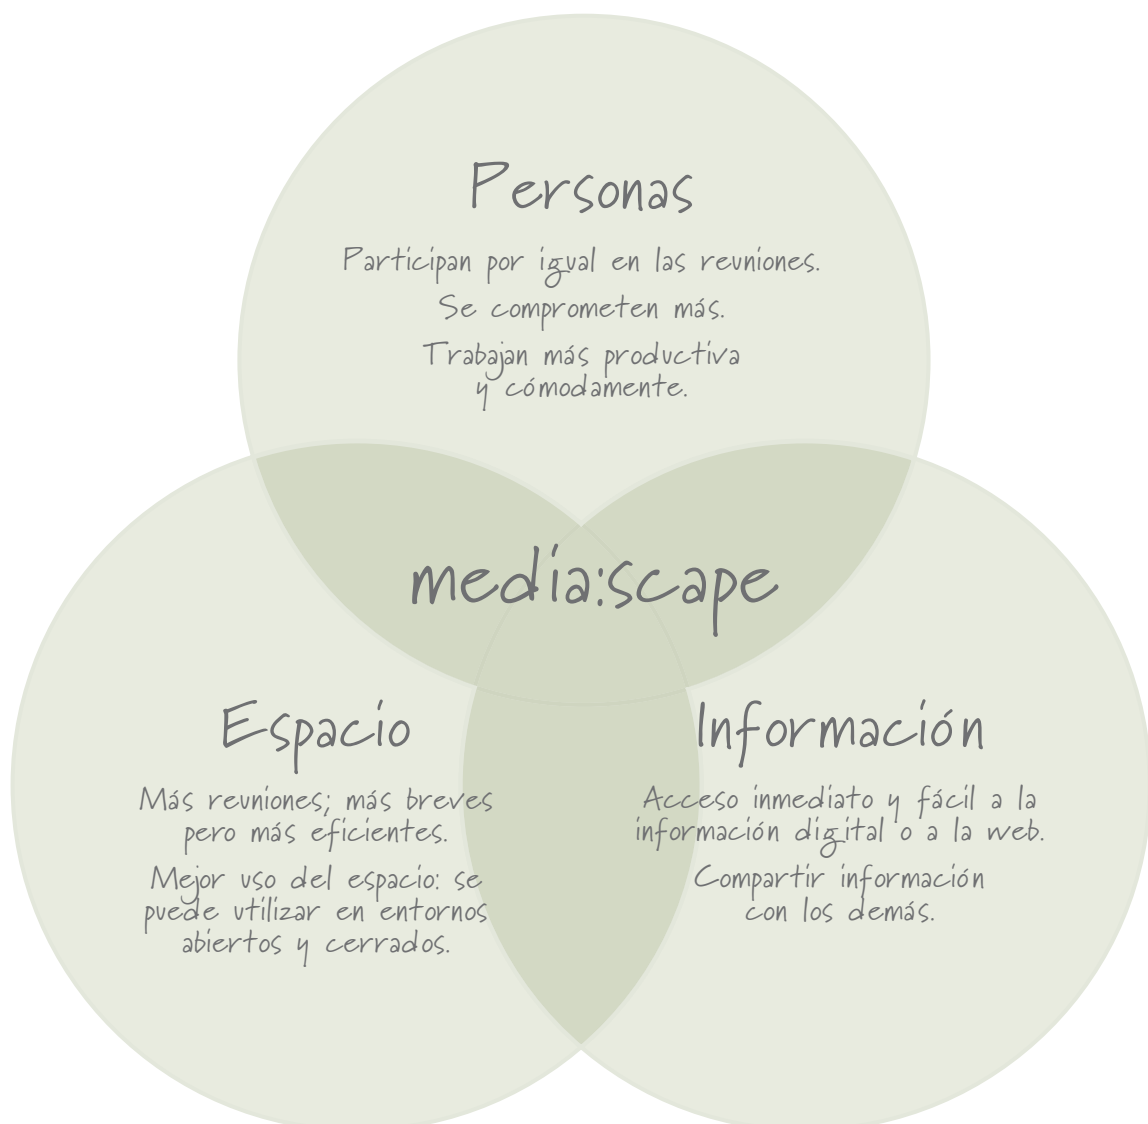 Personas
Participan por igual en las reuniones.
Se comprometen más.
Trabajan más productiva
y cómodamente.
media:scape
Espacio
Más reuniones; más breves
pero más eficientes.
Mejor uso del espacio: se
puede utilizar en entornos
abiertos y cerrados.
Información
Acceso inmediato y fácil a la
información digital o a la web.
Compartir información
con los demás.